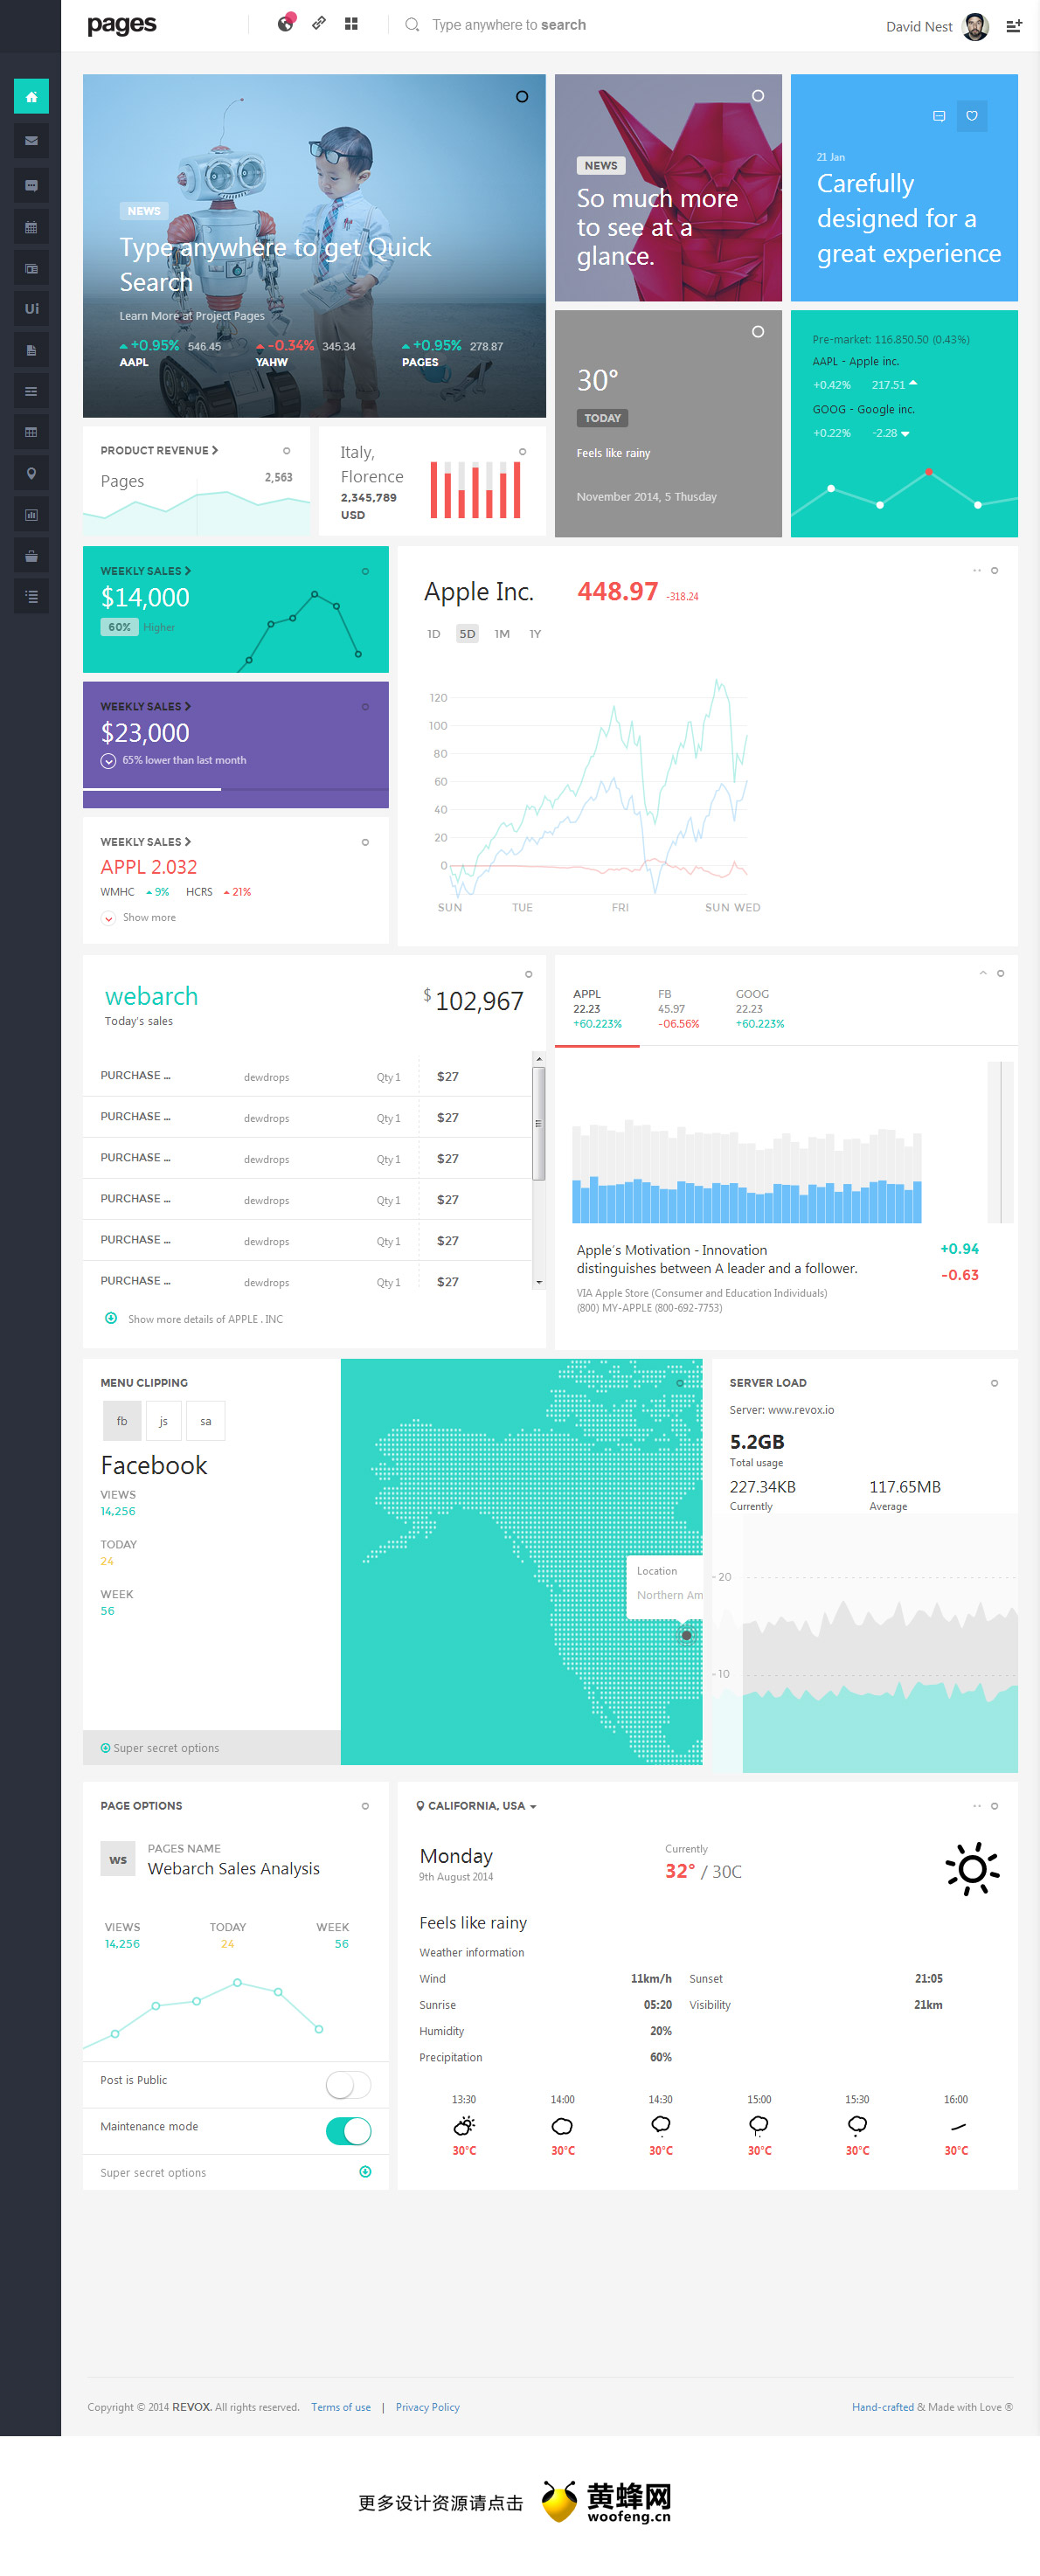 pages
Type anywhere to search
David Nest
NEWS
Type anywhere to get Quick
Search
Learn More at Project Pages
+0.95% 546.45
AAPL
-0.34% 345.34
YAHW
+0.95% 278.87
PAGES
NEWS
So much more
to see at a
glance.
21 Jan
Carefully
designed for a
great experience
Ui
30°
TODAY
Feels like rainy
November 2014, 5 Thusday
Pre-market: 116,850.50 (0.43%)
AAPL - Apple inc.
+0.42% 217.51
GOOG - Google inc.
+0.22% -2.28
PRODUCT REVENUE
Pages
2,563
Italy,
Florence
2,345,789
USD
WEEKLY SALES
$14,000
60% Higher
WEEKLY SALES
$23,000
65% lower than last month
WEEKLY SALES
APPL 2.032
WMHC 9% HCRS 21%
Show more
Apple Inc. 448.97 -318.24
1D 5D 1M 1Y
120
100
80
60
40
20
0
SUN TUE FRI SUN WED
webarch
Today's sales
$ 102,967
PURCHASE ... dewdrops Qty 1 $27
PURCHASE ... dewdrops Qty 1 $27
PURCHASE ... dewdrops Qty 1 $27
PURCHASE ... dewdrops Qty 1 $27
PURCHASE ... dewdrops Qty 1 $27
PURCHASE ... dewdrops Qty 1 $27
Show more details of APPLE . INC
APPL FB GOOG
22.23 45.97 22.23
+60.223% -06.56% +60.223%
Apple's Motivation - Innovation
distinguishes between A leader and a follower.
VIA Apple Store (Consumer and Education Individuals)
(800) MY-APPLE (800-692-7753)
+0.94
-0.63
MENU CLIPPING
fb js sa
Facebook
VIEWS
14,256
TODAY
24
WEEK
56
Super secret options
Location
Northern Am
SERVER LOAD
Server: www.revox.io
5.2GB
Total usage
227.34KB 117.65MB
Currently Average
- 20
- 10
PAGE OPTIONS
ws
PAGES NAME
Webarch Sales Analysis
VIEWS TODAY WEEK
14,256 24 56
Post is Public
Maintenance mode
Super secret options
CALIFORNIA, USA
Monday
9th August 2014
Currently
32° / 30C
Feels like rainy
Weather information
Wind 11km/h Sunset 21:05
Sunrise 05:20 Visibility 21km
Humidity 20%
Precipitation 60%
13:30 14:00 14:30 15:00 15:30 16:00
30°C 30°C 30°C 30°C 30°C 30°C
Copyright © 2014 REVOX. All rights reserved. Terms of use | Privacy Policy
Hand-crafted & Made with Love ®
更多设计资源请点击
黄蜂网
woofeng.cn